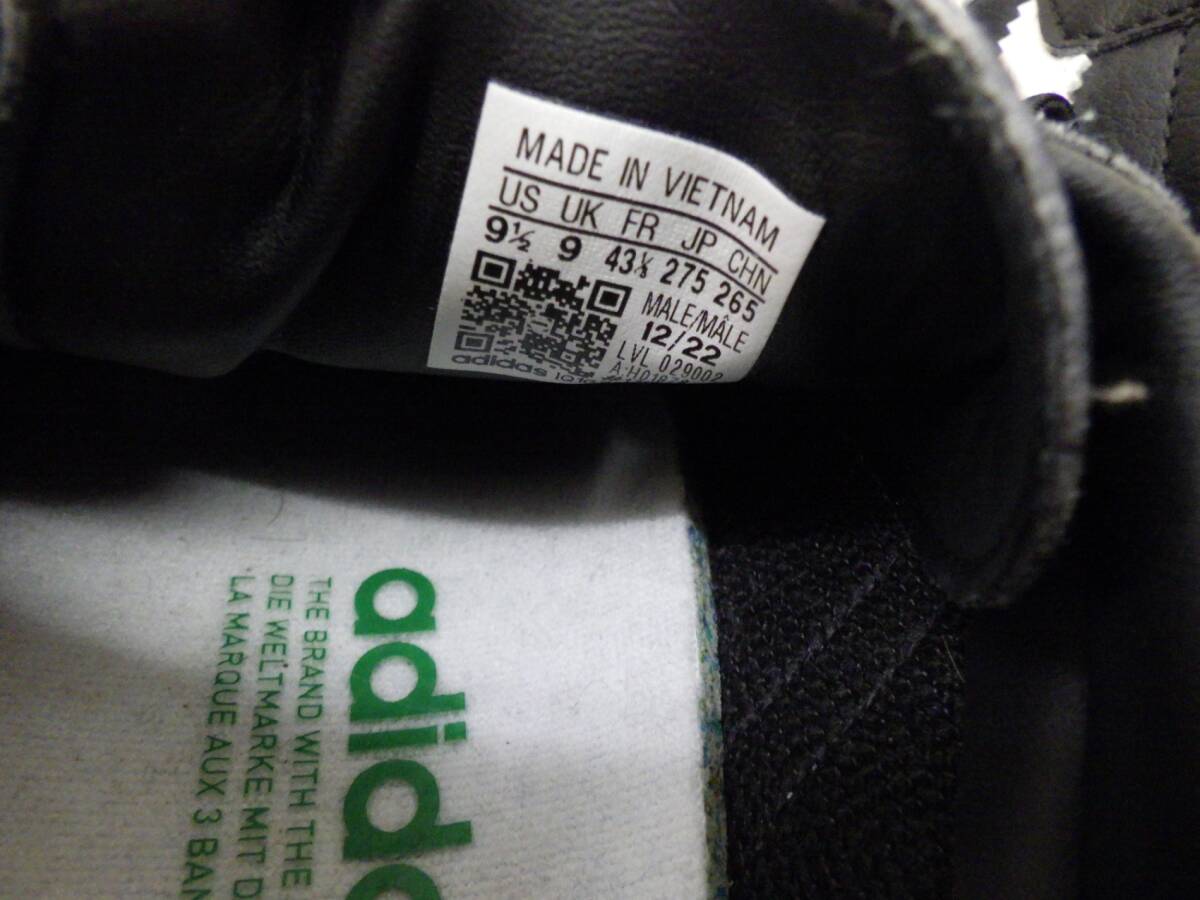 MADE IN VIETNAM
US UK FR JP CHN
9½ 9 43⅓ 275 265
MALE/MÂLE
12/22
LVL 029002
adidas
adidas
THE BRAND WITH THE
DIE WELTMARKE MIT D
LA MARQUE AUX 3 BAN